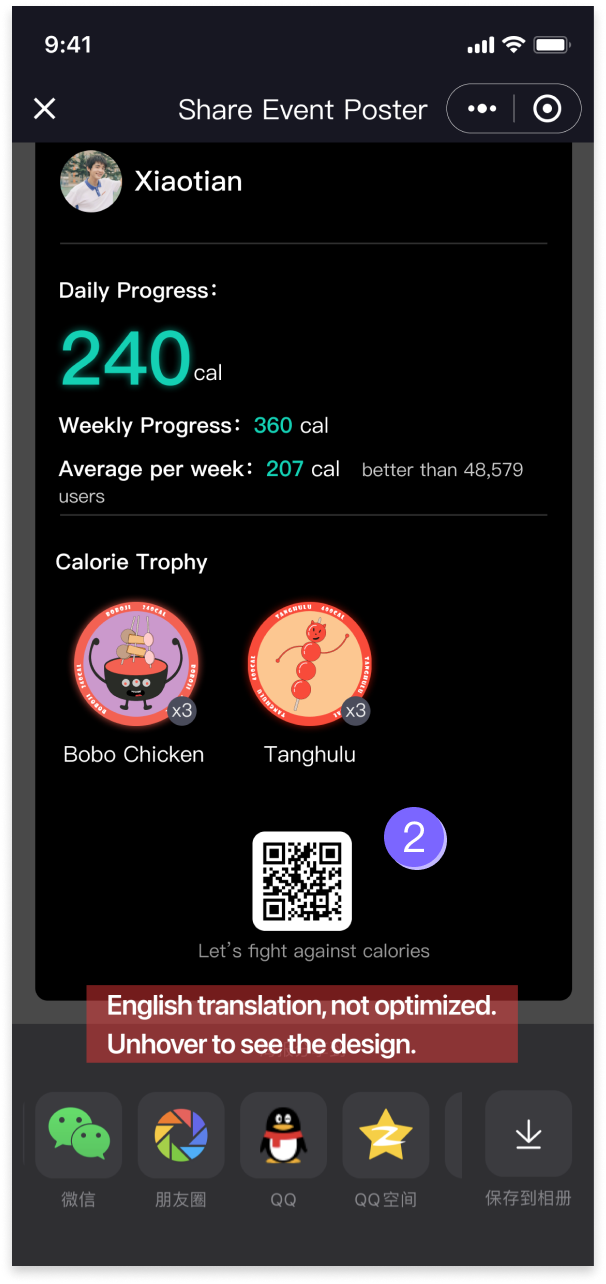 9:41
Share Event Poster
Xiaotian
Daily Progress：
240 cal
Weekly Progress：360 cal
Average per week：207 cal better than 48,579
users
Calorie Trophy
BOBOJI 240CAL
TANGHULU 600CAL
x3
x3
Bobo Chicken
Tanghulu
2
Let's fight against calories
English translation, not optimized.
Unhover to see the design.
微信
朋友圈
QQ
QQ空间
保存到相册